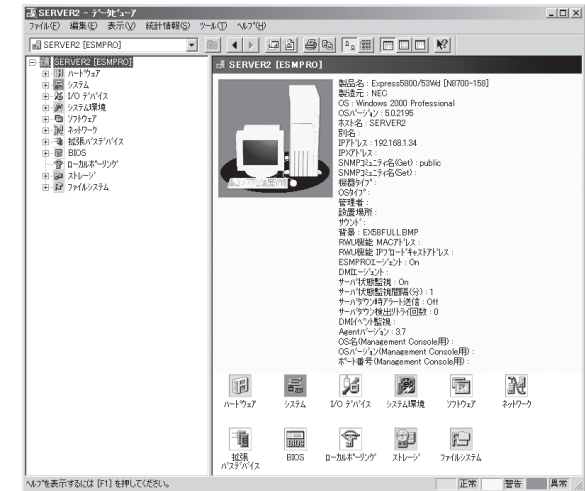 SERVER2 - ﾃﾞｰﾀﾋﾞｭｰｱ
ﾌｧｲﾙ(F) 編集(E) 表示(V) 統計情報(S) ﾂｰﾙ(T) ﾍﾙﾌﾟ(H)
SERVER2 [ESMPRO]
SERVER2 [ESMPRO]
ﾊｰﾄﾞｳｪｱ
ｼｽﾃﾑ
I/O ﾃﾞﾊﾞｲｽ
ｼｽﾃﾑ環境
ｿﾌﾄｳｪｱ
ﾈｯﾄﾜｰｸ
拡張ﾊﾞｽﾃﾞﾊﾞｲｽ
BIOS
ﾛｰｶﾙﾎﾟｰﾘﾝｸﾞ
ｽﾄﾚｰｼﾞ
ﾌｧｲﾙｼｽﾃﾑ
SERVER2 [ESMPRO]
製品名 : Express5800/53Wd [N8700-158]
製造元 : NEC
OS : Windows 2000 Professional
OSﾊﾞｰｼﾞｮﾝ : 5.0.2195
ﾎｽﾄ名 : SERVER2
別名 :
IPｱﾄﾞﾚｽ : 192.168.1.34
IPXｱﾄﾞﾚｽ :
SNMPｺﾐｭﾆﾃｨ名(Get) : public
SNMPｺﾐｭﾆﾃｨ名(Set) :
機器ﾀｲﾌﾟ :
OSﾀｲﾌﾟ :
管理者 :
設置場所 :
ｻｳﾝﾄﾞ :
背景 : EX58FULL.BMP
RWU機能 MACｱﾄﾞﾚｽ :
RWU機能 IPﾌﾞﾛｰﾄﾞｷｬｽﾄｱﾄﾞﾚｽ :
ESMPROｴｰｼﾞｪﾝﾄ : On
DMIｴｰｼﾞｪﾝﾄ :
ｻｰﾊﾞ状態監視 : On
ｻｰﾊﾞ状態監視間隔(分) : 1
ｻｰﾊﾞﾀﾞｳﾝ時ｱﾗｰﾄ送信 : Off
ｻｰﾊﾞﾀﾞｳﾝ検出ﾘﾄﾗｲ回数 : 0
DMIｲﾍﾞﾝﾄ監視 :
Agentﾊﾞｰｼﾞｮﾝ : 3.7
OS名(Management Console用) :
OSﾊﾞｰｼﾞｮﾝ(Management Console用) :
ﾎﾟｰﾄ番号(Management Console用) :
ﾊｰﾄﾞｳｪｱ ｼｽﾃﾑ I/O ﾃﾞﾊﾞｲｽ ｼｽﾃﾑ環境 ｿﾌﾄｳｪｱ ﾈｯﾄﾜｰｸ
拡張
ﾊﾞｽﾃﾞﾊﾞｲｽ BIOS ﾛｰｶﾙﾎﾟｰﾘﾝｸﾞ ｽﾄﾚｰｼﾞ ﾌｧｲﾙｼｽﾃﾑ
ﾍﾙﾌﾟを表示するには [F1] を押してください。 正常 警告 異常